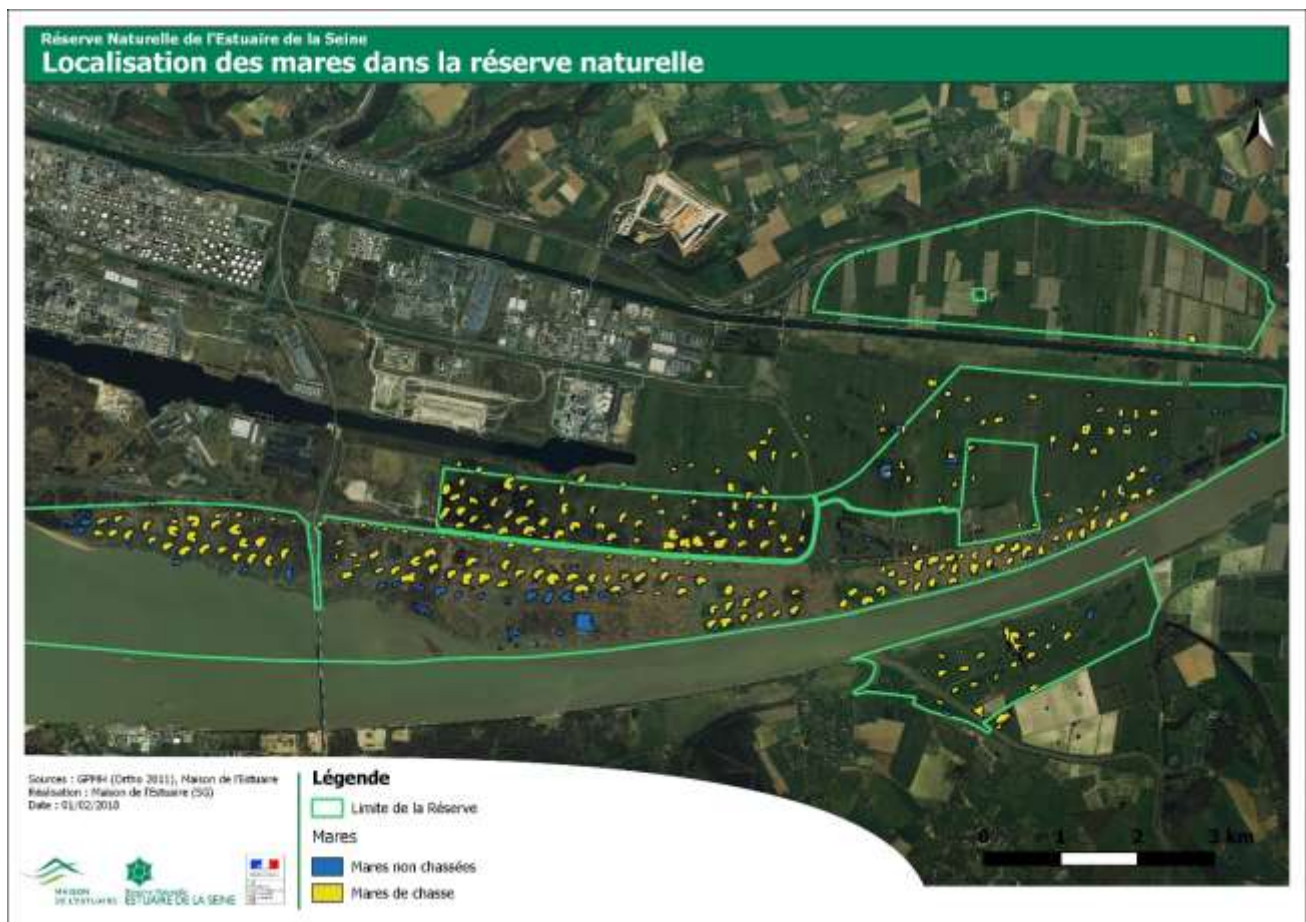 Réserve Naturelle de l'Estuaire de la Seine
Localisation des mares dans la réserve naturelle
N
Sources : GPMH (Ortho 2011), Maison de l'Estuaire
Réalisation : Maison de l'Estuaire (SG)
Date : 01/02/2018
Légende
Limite de la Réserve
Mares
Mares non chassées
Mares de chasse
0 1 2 3 km
MAISON
DE L'ESTUAIRE
Réserve Naturelle
ESTUAIRE DE LA SEINE